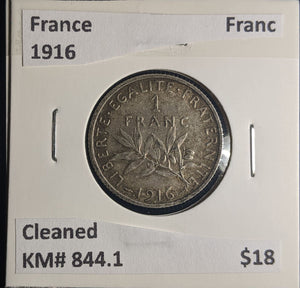 France Franc
1916
LIBERTE·EGALITE·FRATERNITE
1
FRANC
1916
Cleaned
KM# 844.1 $18